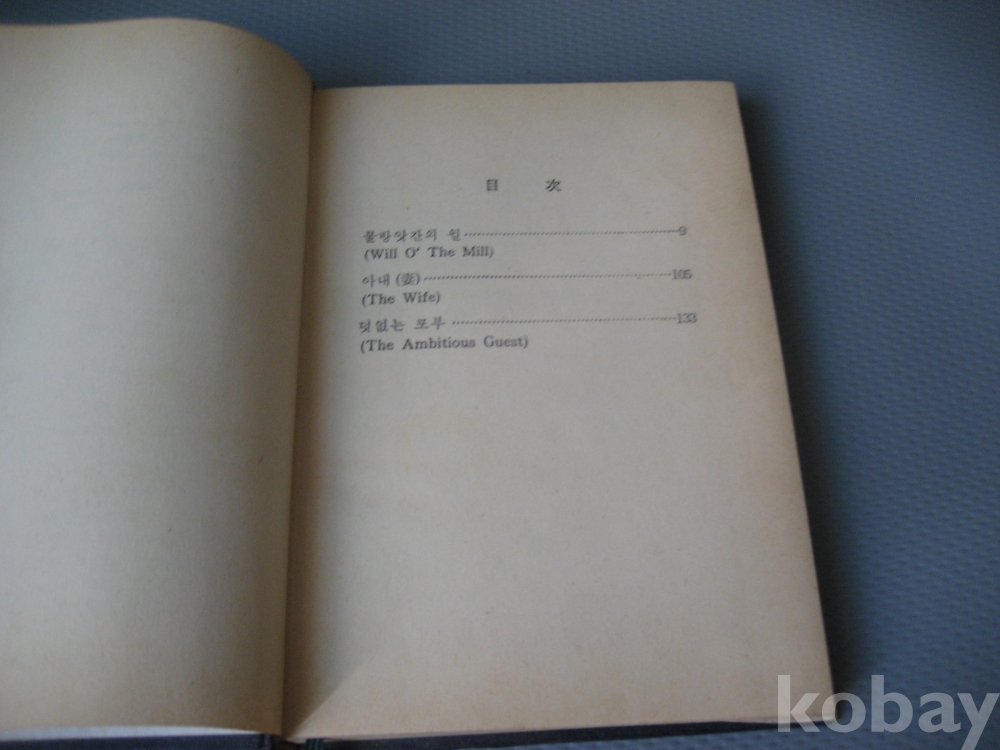 目 次
물방앗간의 윌 9
(Will O' The Mill)
아내 (妻) 105
(The Wife)
덧없는 포부 133
(The Ambitious Guest)
kobay